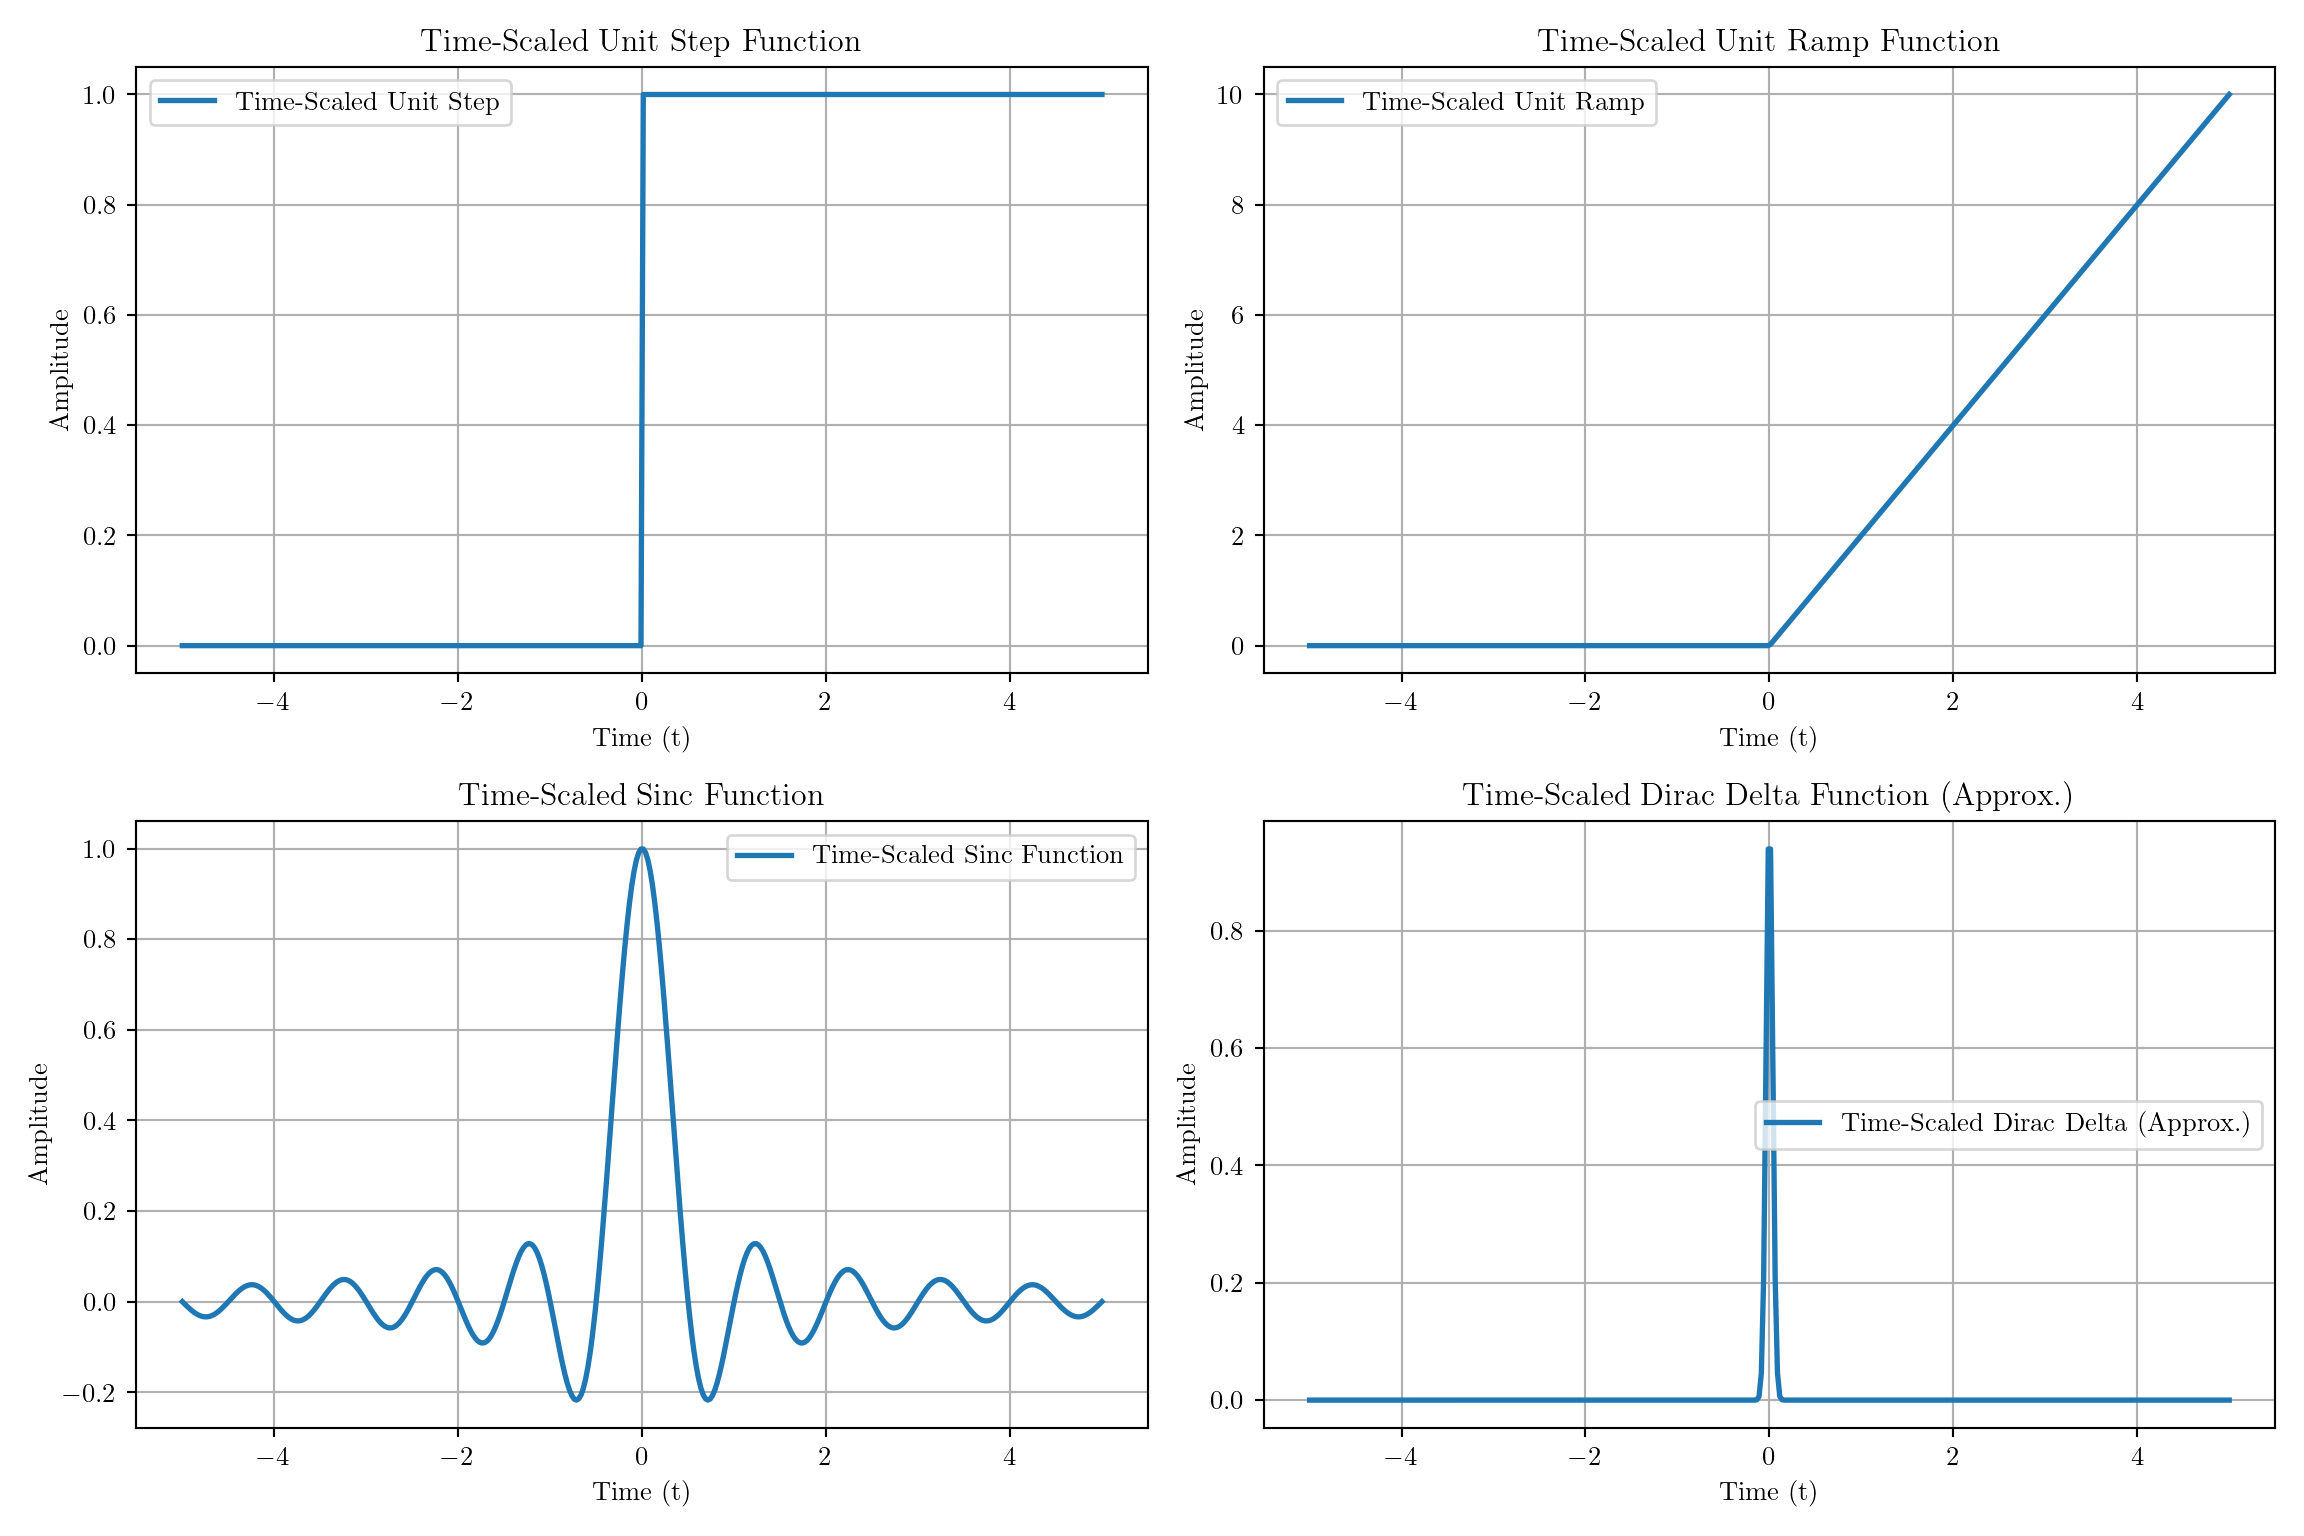 Time-Scaled Unit Step Function
Time-Scaled Unit Step
1.0
0.8
0.6
0.4
0.2
0.0
Amplitude
−4 −2 0 2 4
Time (t)
Time-Scaled Unit Ramp Function
Time-Scaled Unit Ramp
10
8
6
4
2
0
Amplitude
−4 −2 0 2 4
Time (t)
Time-Scaled Sinc Function
Time-Scaled Sinc Function
1.0
0.8
0.6
0.4
0.2
0.0
−0.2
Amplitude
−4 −2 0 2 4
Time (t)
Time-Scaled Dirac Delta Function (Approx.)
Time-Scaled Dirac Delta (Approx.)
0.8
0.6
0.4
0.2
0.0
Amplitude
−4 −2 0 2 4
Time (t)